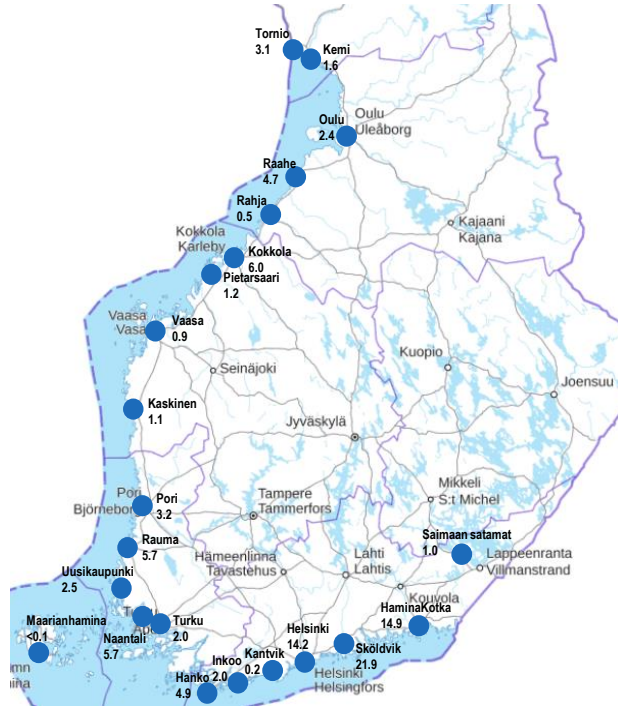 Tornio
3.1
Kemi
1.6
Oulu
2.4
Oulu
Uleåborg
Raahe
4.7
Rahja
0.5
Kajaani
Kajana
Kokkola
Karleby
Kokkola
6.0
Pietarsaari
1.2
Vaasa
Vasa
Vaasa
0.9
Kuopio
Seinäjoki
Joensuu
Kaskinen
1.1
Jyväskylä
Mikkeli
S:t Michel
Pori
Björneborg
Pori
3.2
Tampere
Tammerfors
Rauma
5.7
Saimaan satamat
1.0
Lappeenranta
Villmanstrand
Hämeenlinna
Tavastehus
Lahti
Lahtis
Uusikaupunki
2.5
Kouvola
Maarianhamina
<0.1
Turku
2.0
Naantali
5.7
HaminaKotka
14.9
Helsinki
14.2
Sköldvik
21.9
Inkoo
2.0
Kantvik
0.2
Hanko
4.9
Helsinki
Helsingfors